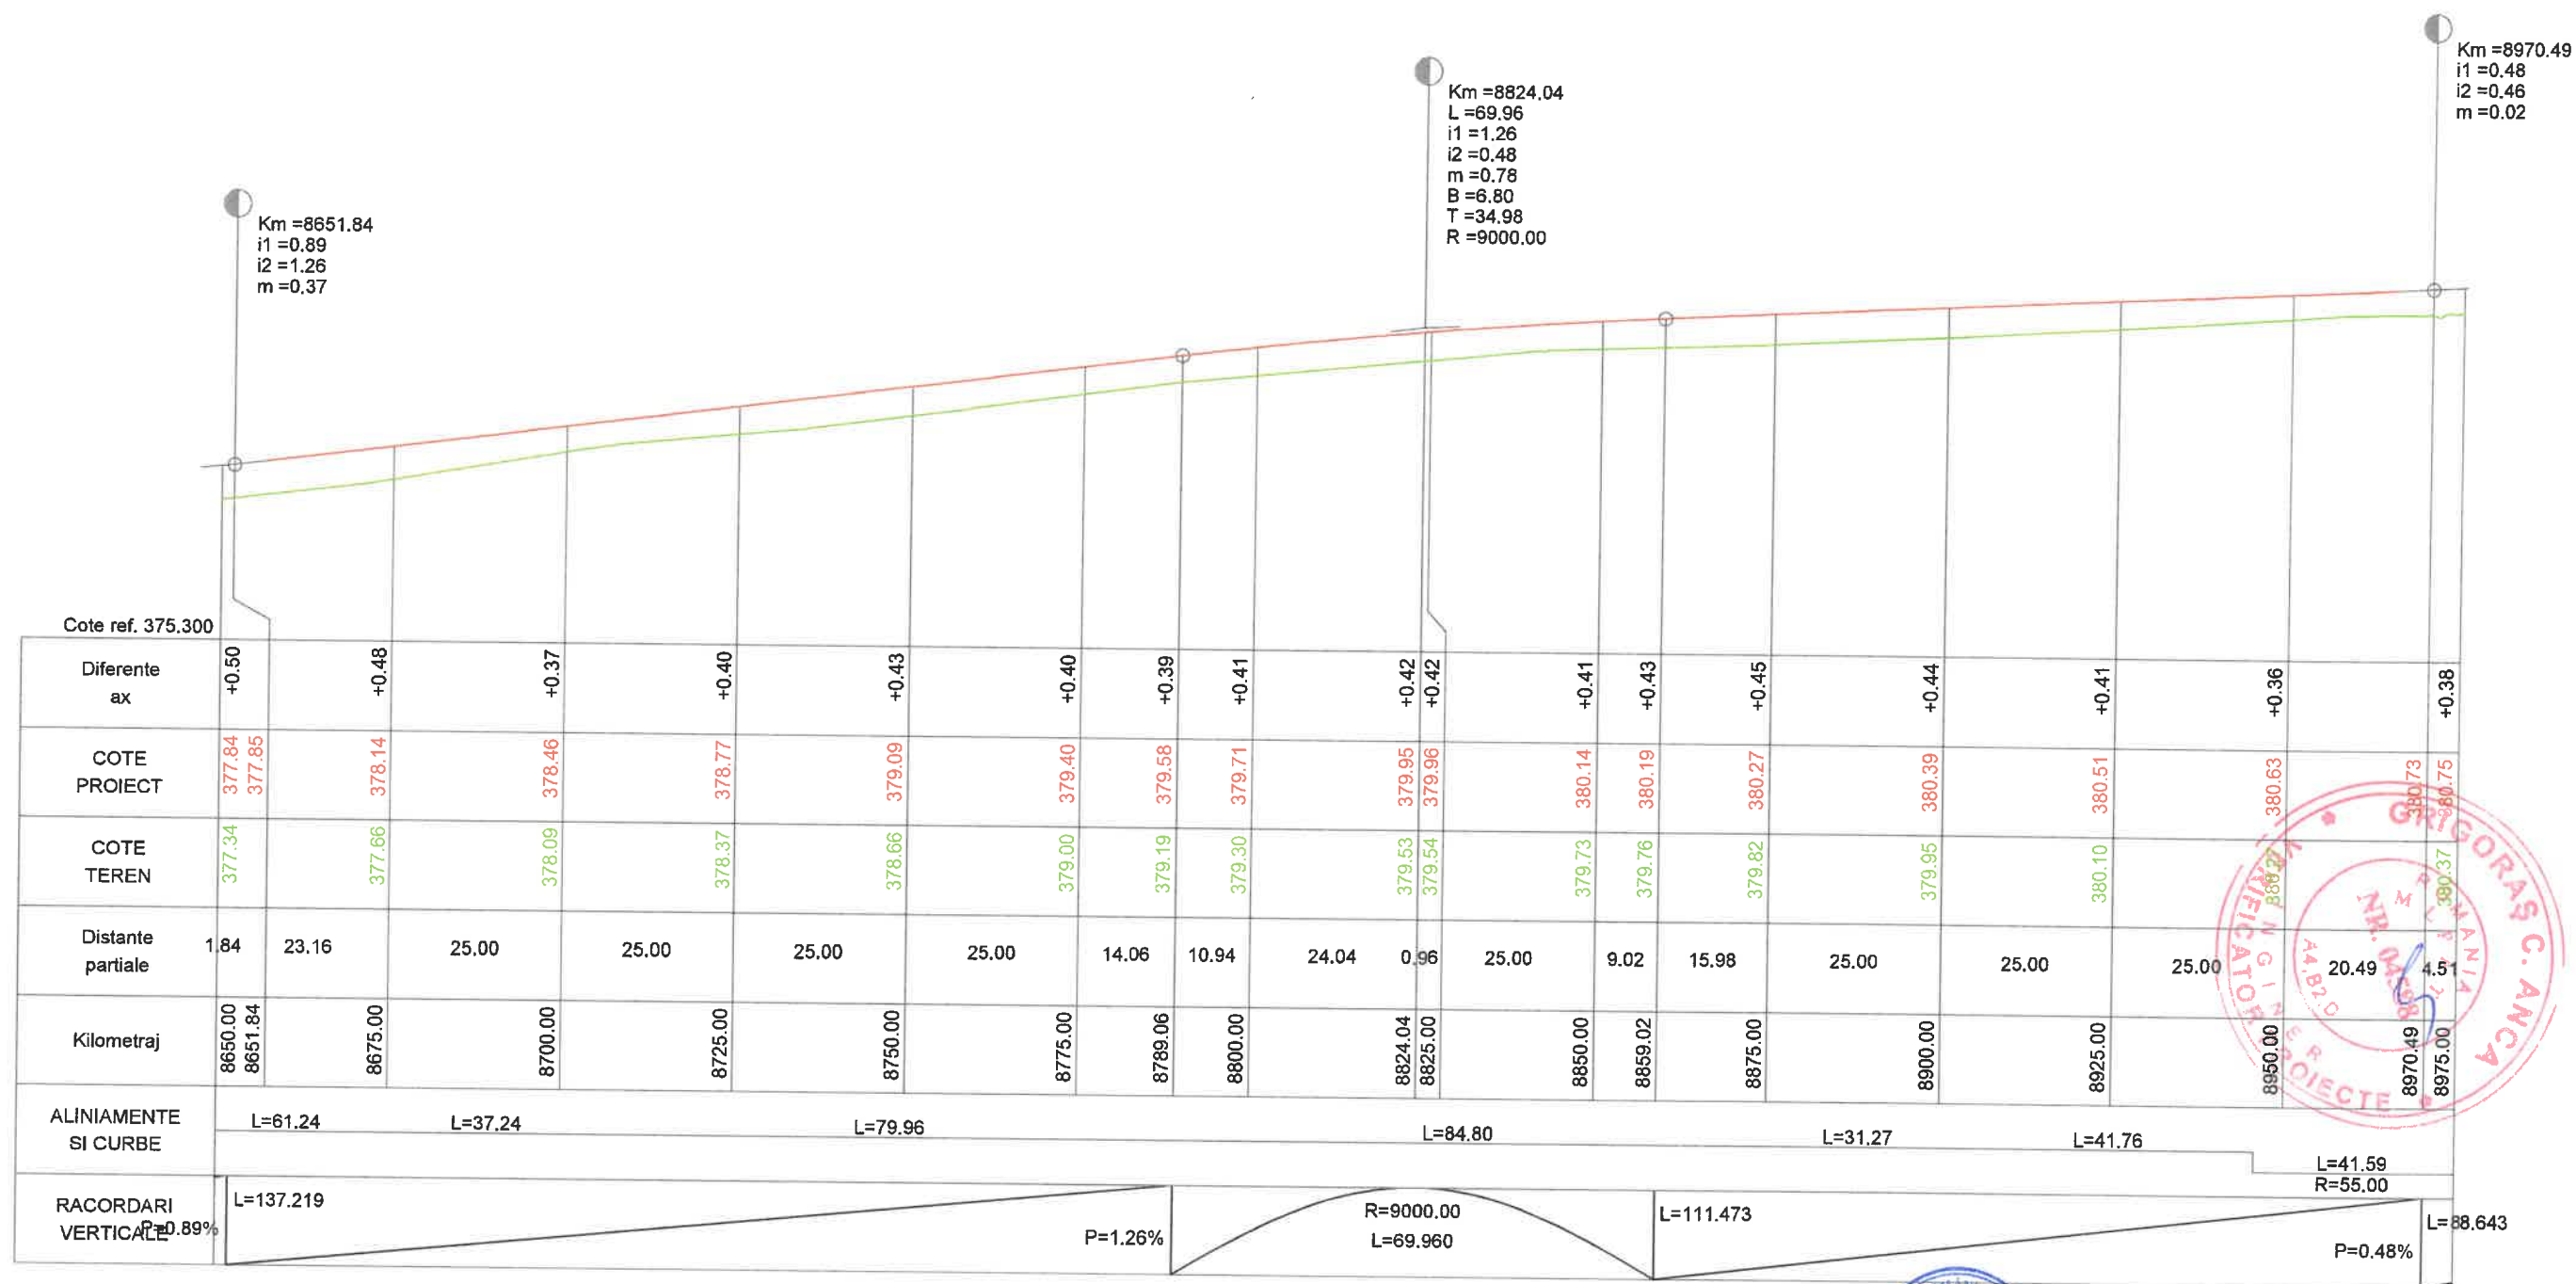 Km =8970.49
i1 =0.48
i2 =0.46
m =0.02
Km =8824.04
L =69.96
i1 =1.26
i2 =0.48
m =0.78
B =6.80
T =34.98
R =9000.00
Km =8651.84
i1 =0.89
i2 =1.26
m =0.37
Cote ref. 375.300
Diferente
ax
+0.50 +0.48 +0.37 +0.40 +0.43 +0.40 +0.39 +0.41 +0.42 +0.42 +0.41 +0.43 +0.45 +0.44 +0.41 +0.36 +0.38
COTE
PROIECT
377.84 377.85 378.14 378.46 378.77 379.09 379.40 379.58 379.71 379.95 379.96 380.14 380.19 380.27 380.39 380.51 380.63 380.73 380.75
COTE
TEREN
377.34 377.66 378.09 378.37 378.66 379.00 379.19 379.30 379.53 379.54 379.73 379.76 379.82 379.95 380.10 380.27 380.37
Distante
partiale
1.84 23.16 25.00 25.00 25.00 25.00 14.06 10.94 24.04 0.96 25.00 9.02 15.98 25.00 25.00 25.00 20.49 4.51
Kilometraj
8650.00 8651.84 8675.00 8700.00 8725.00 8750.00 8775.00 8789.06 8800.00 8824.04 8825.00 8850.00 8859.02 8875.00 8900.00 8925.00 8950.00 8970.49 8975.00
ALINIAMENTE
SI CURBE
L=61.24 L=37.24 L=79.96 L=84.80 L=31.27 L=41.76
L=41.59
R=55.00
RACORDARI
VERTICALE
P=0.89%
L=137.219
P=1.26%
R=9000.00
L=69.960
L=111.473
P=0.48%
L=88.643
GRIGORAȘ C. ANCA
VERIFICATOR PROIECTE
INGINER
ROMANIA
MLPAT
NR. 04598
A4,B2,D